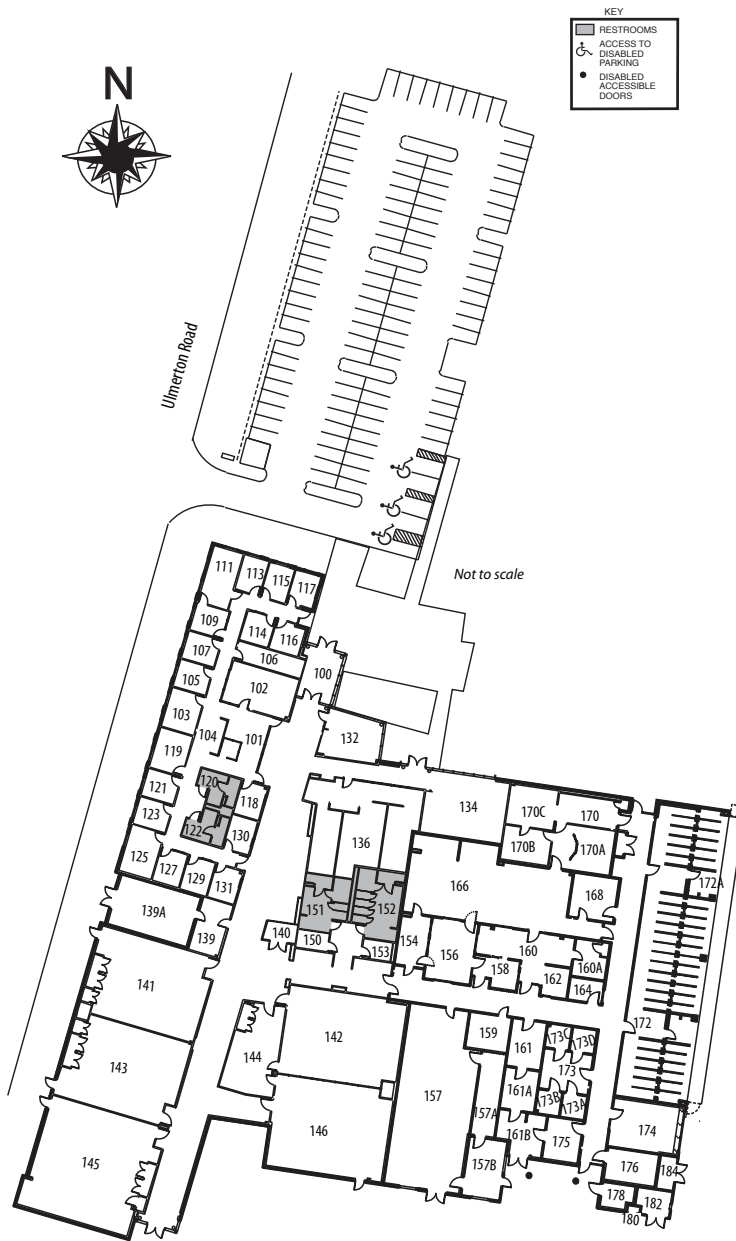 KEY
RESTROOMS
ACCESS TO
DISABLED
PARKING
DISABLED
ACCESSIBLE
DOORS
N
Ulmerton Road
Not to scale
111
113
115
117
109
114
116
107
106
100
105
102
103
104
101
132
119
120
118
121
123
122
130
125
127
129
131
139A
139
134
136
170C
170
170B
170A
166
168
172A
151
152
140
150
153
154
156
160
158
162
160A
164
141
142
143
144
146
145
157
159
161
173C
173D
173
172
157A
161A
173B
173A
161B
175
157B
174
176
184
178
182
180